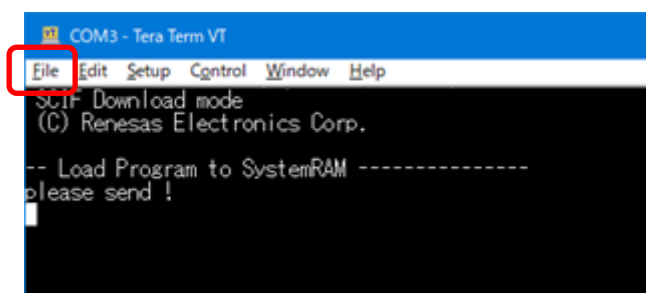 COM3 - Tera Term VT
File Edit Setup Control Window Help
SCIF Download mode
(C) Renesas Electronics Corp.
-- Load Program to SystemRAM ---------------
please send !